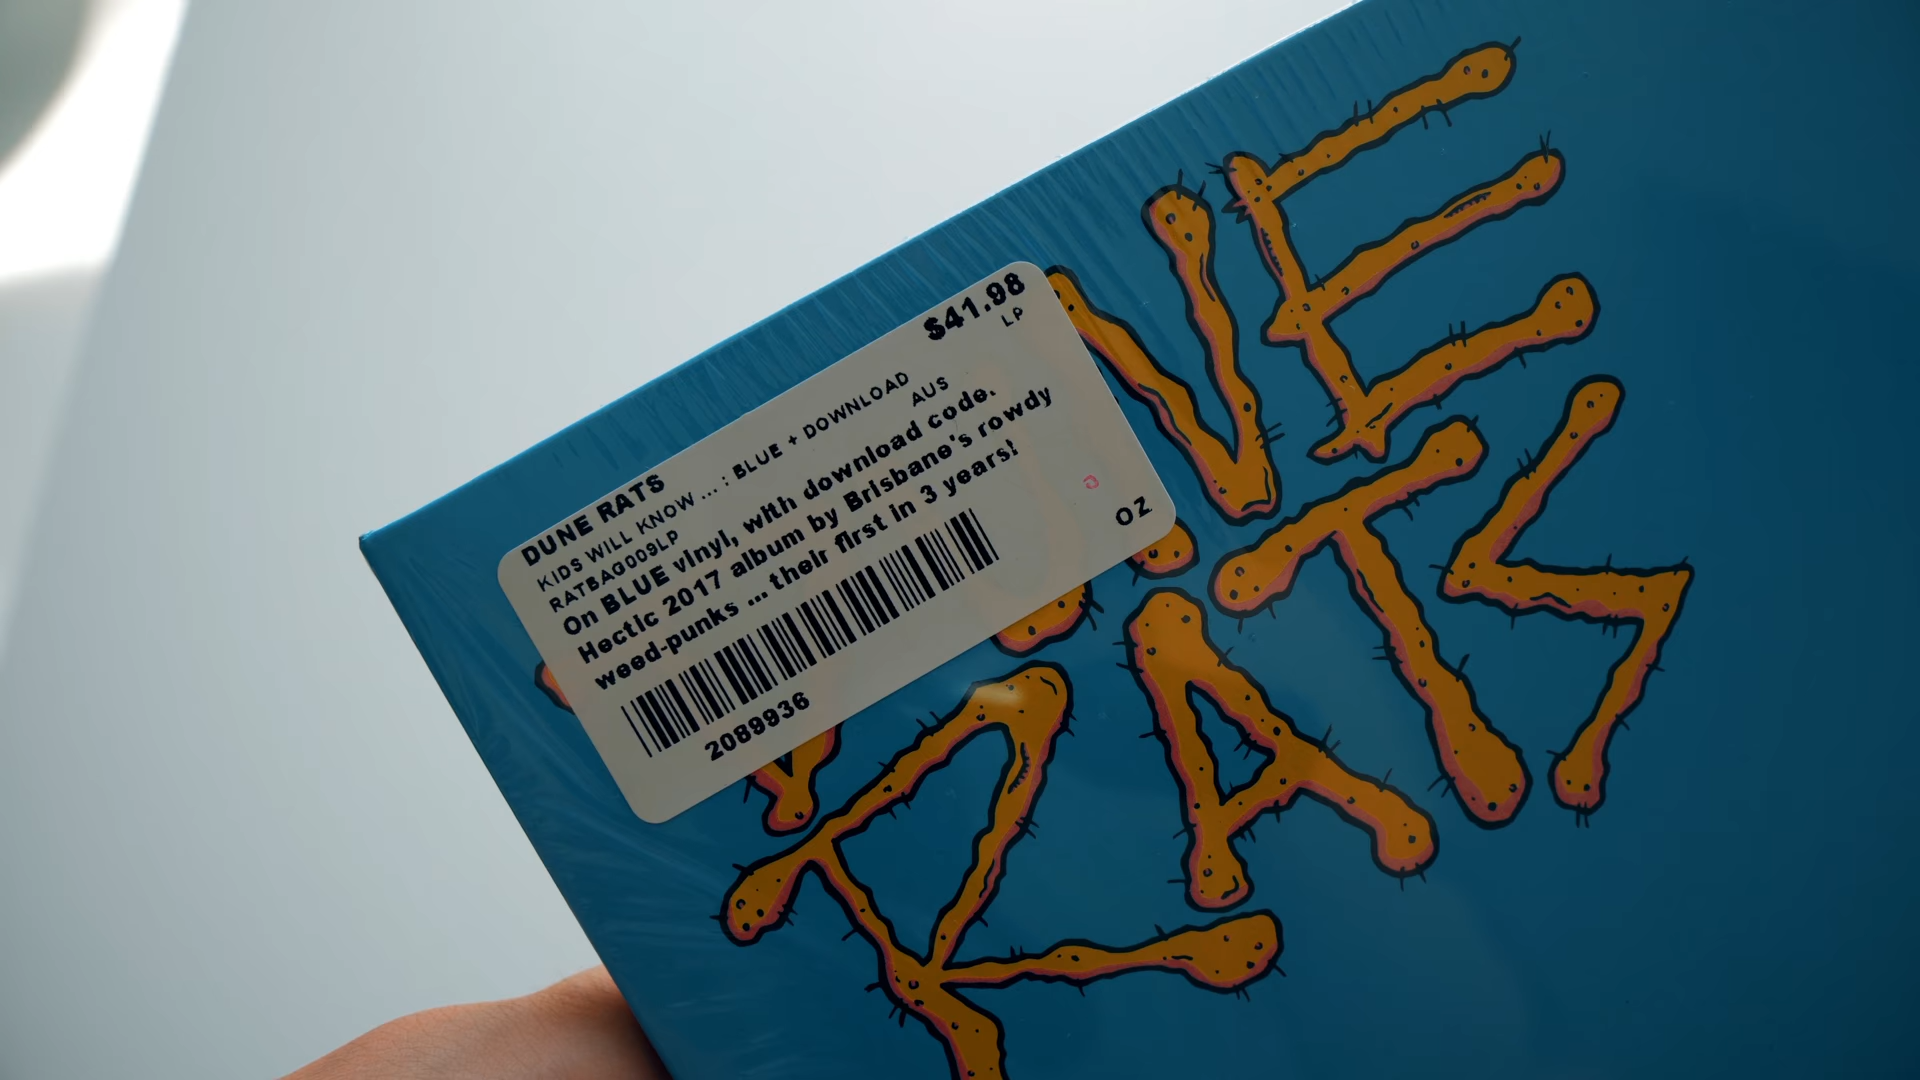 $41.98
LP
DUNE RATS
KIDS WILL KNOW ... : BLUE + DOWNLOAD
RATBAG009LP
AUS
On BLUE vinyl, with download code.
Hectic 2017 album by Brisbane's rowdy
weed-punks ... their first in 3 years!
OZ
2089936
NE
RATS